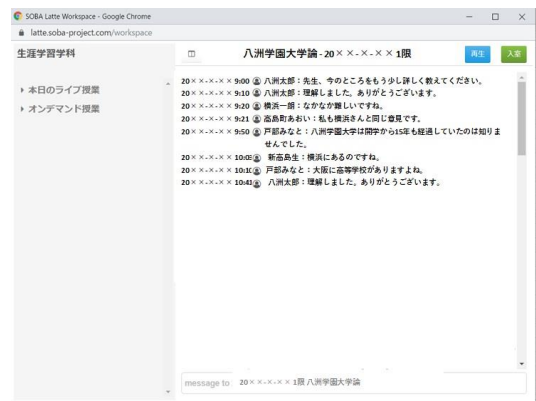 SOBA Latte Workspace - Google Chrome
latte.soba-project.com/workspace
生涯学習学科
八洲学園大学論 - 20××-×-×× 1限
再生
入室
本日のライブ授業
オンデマンド授業
20××-×-×× 9:00 八洲太郎：先生、今のところをもう少し詳しく教えてください。
20××-×-×× 9:10 八洲太郎：理解しました。ありがとうございます。
20××-×-×× 9:20 横浜一朗：なかなか難しいですね。
20××-×-×× 9:21 高島町あおい：私も横浜さんと同じ意見です。
20××-×-×× 9:50 戸部みなと：八洲学園大学は開学から15年も経過していたのは知りま
せんでした。
20××-×-×× 10:03 新高島生：横浜にあるのですね。
20××-×-×× 10:10 戸部みなと：大阪に高等学校がありますよね。
20××-×-×× 10:41 八洲太郎：理解しました。ありがとうございます。
message to 20××-×-×× 1限 八洲学園大学論